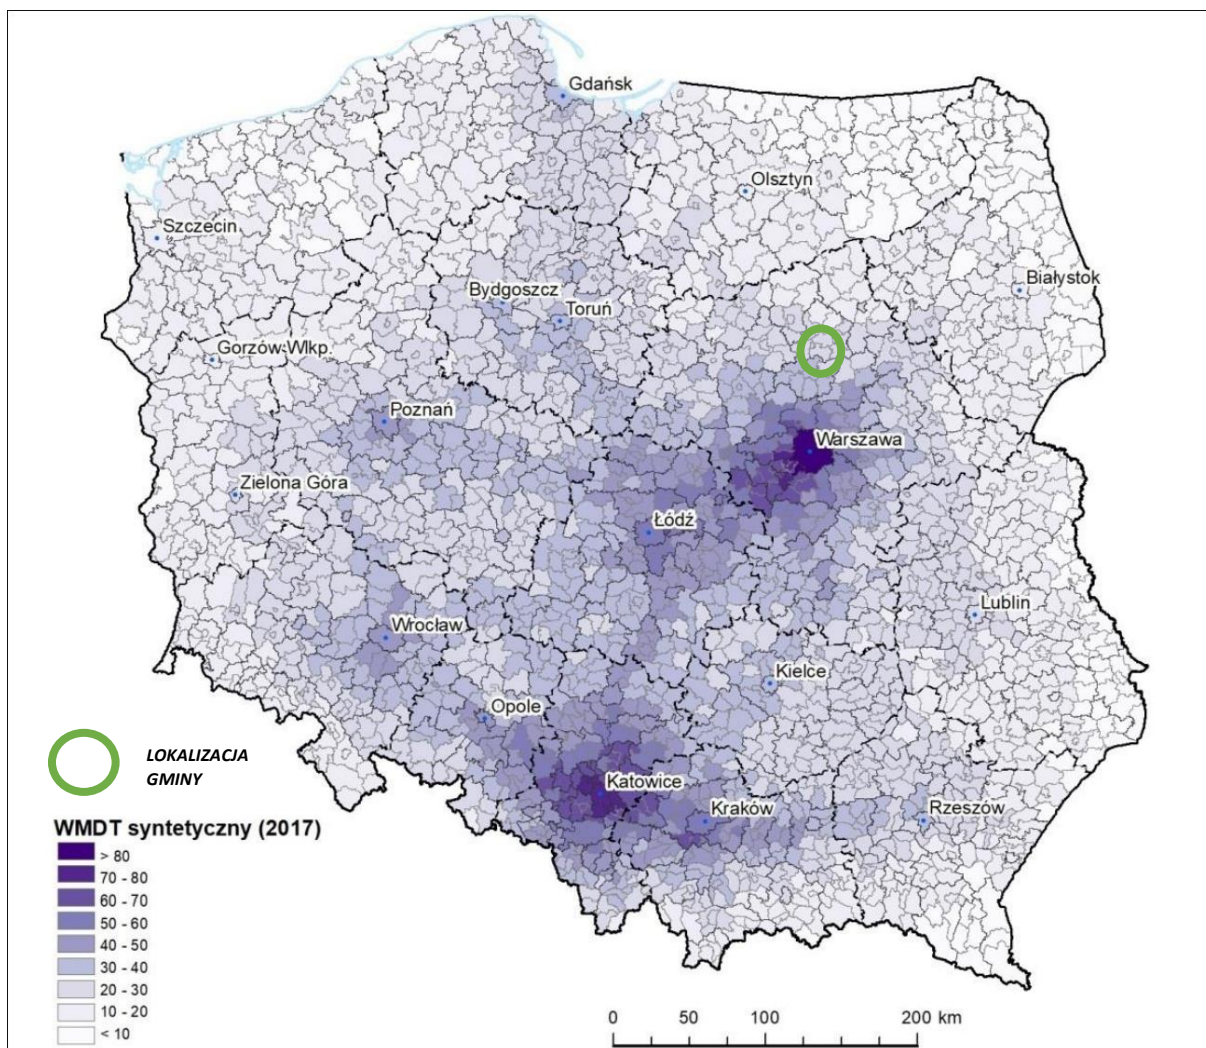 Gdańsk
Olsztyn
Szczecin
Białystok
Bydgoszcz
Toruń
Gorzów Wlkp.
Poznań
Warszawa
Zielona Góra
Łódź
Lublin
Wrocław
Kielce
Opole
LOKALIZACJA
GMINY
Katowice
Kraków
Rzeszów
WMDT syntetyczny (2017)
> 80
70 - 80
60 - 70
50 - 60
40 - 50
30 - 40
20 - 30
10 - 20
< 10
0 50 100 200 km